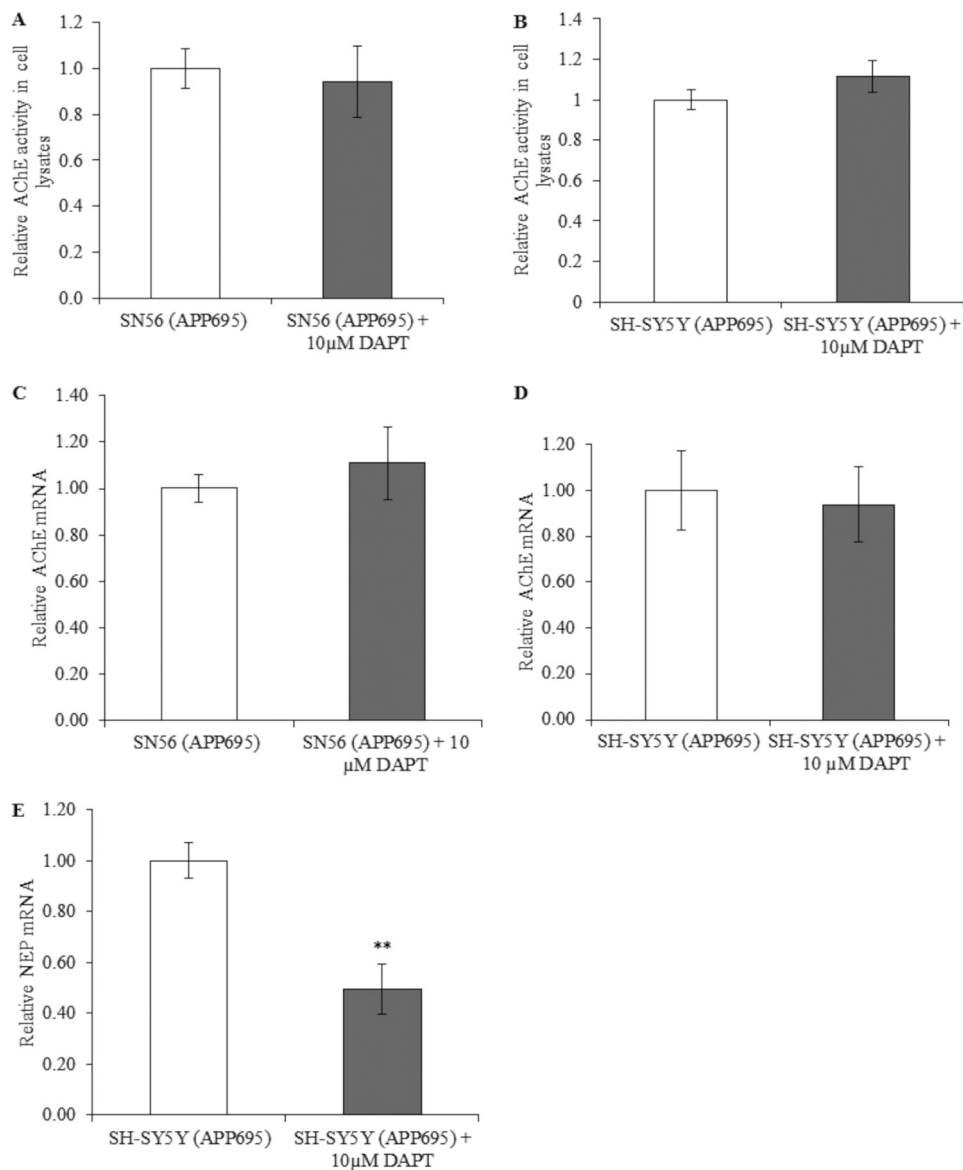 A
Relative AChE activity in cell
lysates
1.2
1.0
0.8
0.6
0.4
0.2
0.0
SN56 (APP695)
SN56 (APP695) +
10µM DAPT
B
Relative AChE activity in cell
lysates
1.4
1.2
1
0.8
0.6
0.4
0.2
0
SH-SY5Y (APP695)
SH-SY5Y (APP695) +
10µM DAPT
C
Relative AChE mRNA
1.40
1.20
1.00
0.80
0.60
0.40
0.20
0.00
SN56 (APP695)
SN56 (APP695) + 10
µM DAPT
D
Relative AChE mRNA
1.20
1.00
0.80
0.60
0.40
0.20
0.00
SH-SY5Y (APP695)
SH-SY5Y (APP695) +
10 µM DAPT
E
Relative NEP mRNA
1.20
1.00
0.80
0.60
0.40
0.20
0.00
**
SH-SY5Y (APP695)
SH-SY5Y (APP695) +
10µM DAPT